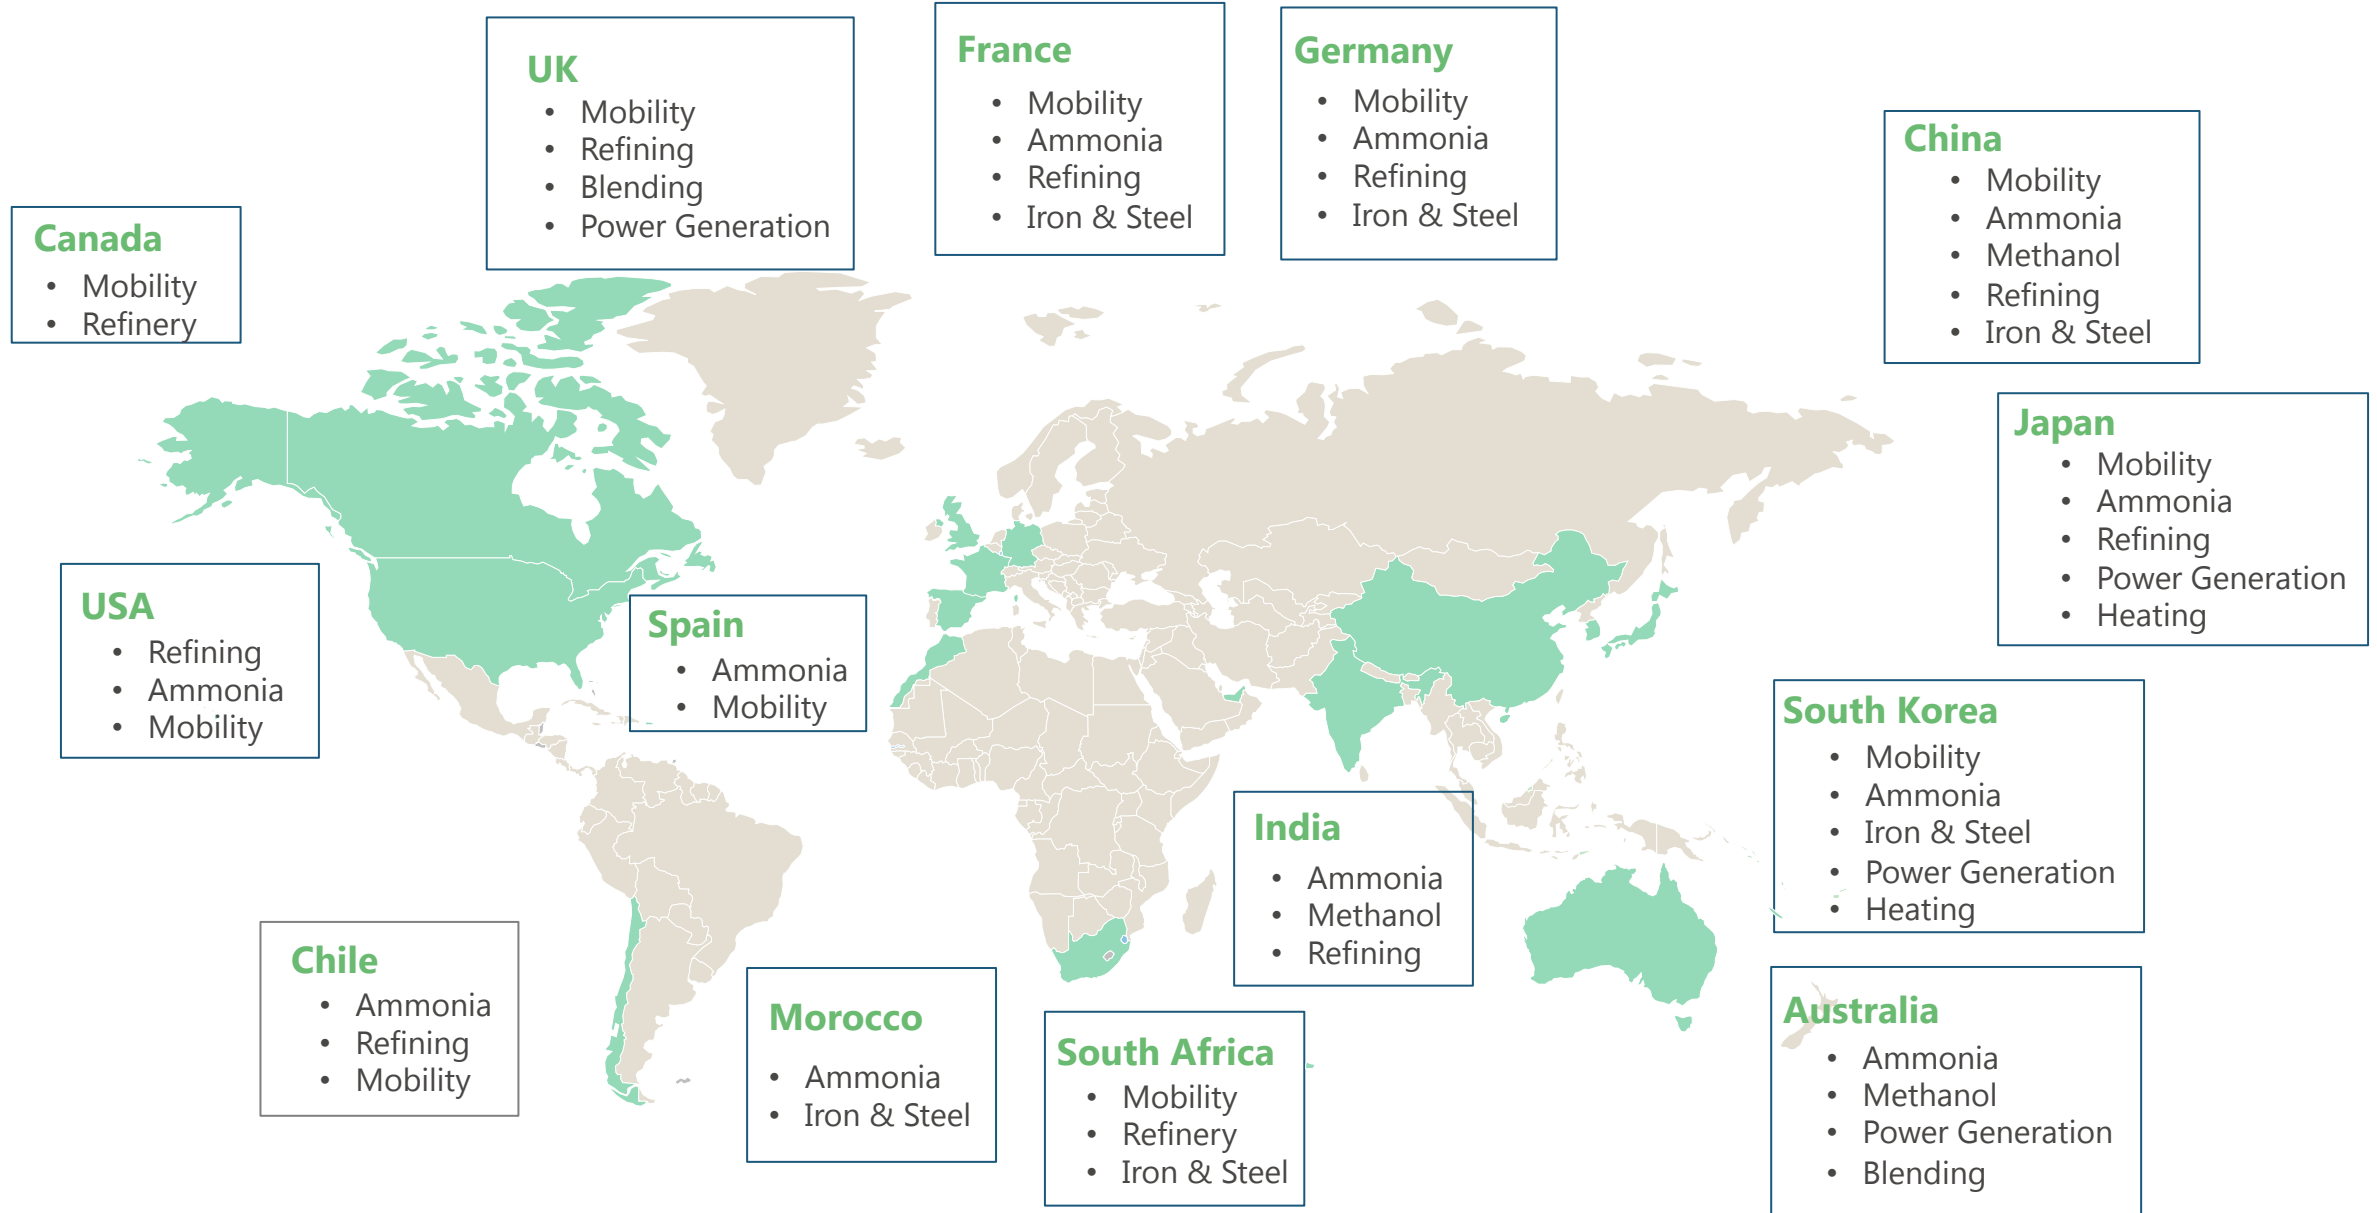 UK
• Mobility
• Refining
• Blending
• Power Generation
France
• Mobility
• Ammonia
• Refining
• Iron & Steel
Germany
• Mobility
• Ammonia
• Refining
• Iron & Steel
China
• Mobility
• Ammonia
• Methanol
• Refining
• Iron & Steel
Canada
• Mobility
• Refinery
Japan
• Mobility
• Ammonia
• Refining
• Power Generation
• Heating
USA
• Refining
• Ammonia
• Mobility
Spain
• Ammonia
• Mobility
South Korea
• Mobility
• Ammonia
• Iron & Steel
• Power Generation
• Heating
India
• Ammonia
• Methanol
• Refining
Chile
• Ammonia
• Refining
• Mobility
Morocco
• Ammonia
• Iron & Steel
South Africa
• Mobility
• Refinery
• Iron & Steel
Australia
• Ammonia
• Methanol
• Power Generation
• Blending